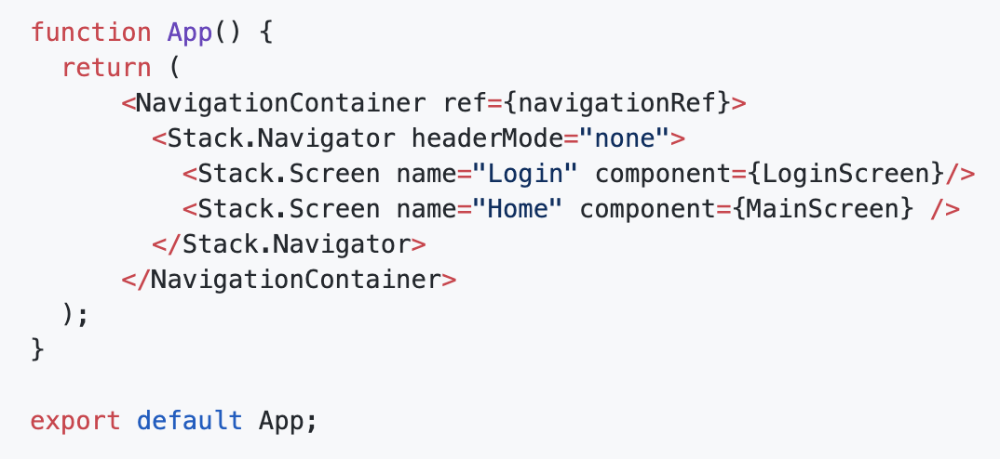 function App() {
  return (
      <NavigationContainer ref={navigationRef}>
        <Stack.Navigator headerMode="none">
          <Stack.Screen name="Login" component={LoginScreen}/>
          <Stack.Screen name="Home" component={MainScreen} />
        </Stack.Navigator>
      </NavigationContainer>
  );
}

export default App;